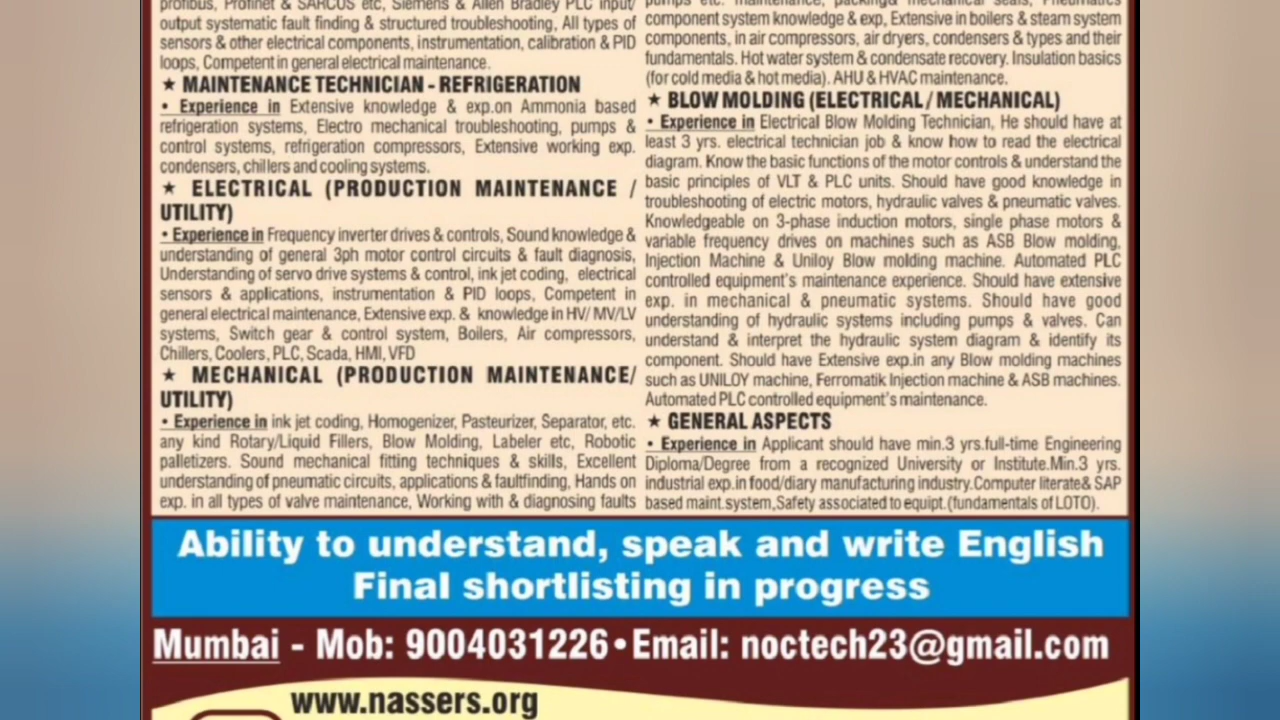 profibus, Profinet & SARCOS etc, Siemens & Allen Bradley PLC input/
output systematic fault finding & structured troubleshooting, All types of
sensors & other electrical components, instrumentation, calibration & PID
loops, Competent in general electrical maintenance.
★ MAINTENANCE TECHNICIAN - REFRIGERATION
• Experience in Extensive knowledge & exp.on Ammonia based
refrigeration systems, Electro mechanical troubleshooting, pumps &
control systems, refrigeration compressors, Extensive working exp.
condensers, chillers and cooling systems.
★ ELECTRICAL (PRODUCTION MAINTENANCE /
UTILITY)
• Experience in Frequency inverter drives & controls, Sound knowledge &
understanding of general 3ph motor control circuits & fault diagnosis,
Understanding of servo drive systems & control, ink jet coding, electrical
sensors & applications, instrumentation & PID loops, Competent in
general electrical maintenance, Extensive exp. & knowledge in HV/ MV/LV
systems, Switch gear & control system, Boilers, Air compressors,
Chillers, Coolers, PLC, Scada, HMI, VFD
★ MECHANICAL (PRODUCTION MAINTENANCE/
UTILITY)
• Experience in ink jet coding, Homogenizer, Pasteurizer, Separator, etc.
any kind Rotary/Liquid Fillers, Blow Molding, Labeler etc, Robotic
palletizers. Sound mechanical fitting techniques & skills, Excellent
understanding of pneumatic circuits, applications & faultfinding, Hands on
exp. in all types of valve maintenance, Working with & diagnosing faults
pumps etc. maintenance, packing& mechanical seals, Pneumatics
component system knowledge & exp, Extensive in boilers & steam system
components, in air compressors, air dryers, condensers & types and their
fundamentals. Hot water system & condensate recovery. Insulation basics
(for cold media & hot media). AHU & HVAC maintenance.
★ BLOW MOLDING (ELECTRICAL / MECHANICAL)
• Experience in Electrical Blow Molding Technician, He should have at
least 3 yrs. electrical technician job & know how to read the electrical
diagram. Know the basic functions of the motor controls & understand the
basic principles of VLT & PLC units. Should have good knowledge in
troubleshooting of electric motors, hydraulic valves & pneumatic valves.
Knowledgeable on 3-phase induction motors, single phase motors &
variable frequency drives on machines such as ASB Blow molding,
Injection Machine & Uniloy Blow molding machine. Automated PLC
controlled equipment's maintenance experience. Should have extensive
exp. in mechanical & pneumatic systems. Should have good
understanding of hydraulic systems including pumps & valves. Can
understand & interpret the hydraulic system diagram & identify its
component. Should have Extensive exp.in any Blow molding machines
such as UNILOY machine, Ferromatik Injection machine & ASB machines.
Automated PLC controlled equipment's maintenance.
★ GENERAL ASPECTS
• Experience in Applicant should have min.3 yrs.full-time Engineering
Diploma/Degree from a recognized University or Institute.Min.3 yrs.
industrial exp.in food/diary manufacturing industry.Computer literate& SAP
based maint.system,Safety associated to equipt.(fundamentals of LOTO).
Ability to understand, speak and write English
Final shortlisting in progress
Mumbai - Mob: 9004031226 • Email: noctech23@gmail.com
www.nassers.org